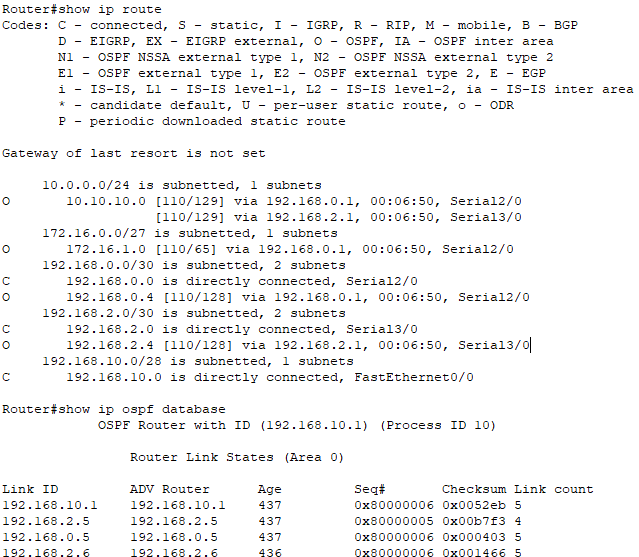 Router#show ip route
Codes: C - connected, S - static, I - IGRP, R - RIP, M - mobile, B - BGP
       D - EIGRP, EX - EIGRP external, O - OSPF, IA - OSPF inter area
       N1 - OSPF NSSA external type 1, N2 - OSPF NSSA external type 2
       E1 - OSPF external type 1, E2 - OSPF external type 2, E - EGP
       i - IS-IS, L1 - IS-IS level-1, L2 - IS-IS level-2, ia - IS-IS inter area
       * - candidate default, U - per-user static route, o - ODR
       P - periodic downloaded static route

Gateway of last resort is not set

     10.0.0.0/24 is subnetted, 1 subnets
O       10.10.10.0 [110/129] via 192.168.0.1, 00:06:50, Serial2/0
                   [110/129] via 192.168.2.1, 00:06:50, Serial3/0
     172.16.0.0/27 is subnetted, 1 subnets
O       172.16.1.0 [110/65] via 192.168.0.1, 00:06:50, Serial2/0
     192.168.0.0/30 is subnetted, 2 subnets
C       192.168.0.0 is directly connected, Serial2/0
O       192.168.0.4 [110/128] via 192.168.0.1, 00:06:50, Serial2/0
     192.168.2.0/30 is subnetted, 2 subnets
C       192.168.2.0 is directly connected, Serial3/0
O       192.168.2.4 [110/128] via 192.168.2.1, 00:06:50, Serial3/0
     192.168.10.0/28 is subnetted, 1 subnets
C       192.168.10.0 is directly connected, FastEthernet0/0

Router#show ip ospf database
            OSPF Router with ID (192.168.10.1) (Process ID 10)

                Router Link States (Area 0)

Link ID         ADV Router      Age         Seq#       Checksum Link count
192.168.10.1    192.168.10.1    437         0x80000006 0x0052eb 5
192.168.2.5     192.168.2.5     437         0x80000005 0x00b7f3 4
192.168.0.5     192.168.0.5     437         0x80000006 0x000403 5
192.168.2.6     192.168.2.6     436         0x80000006 0x001466 5